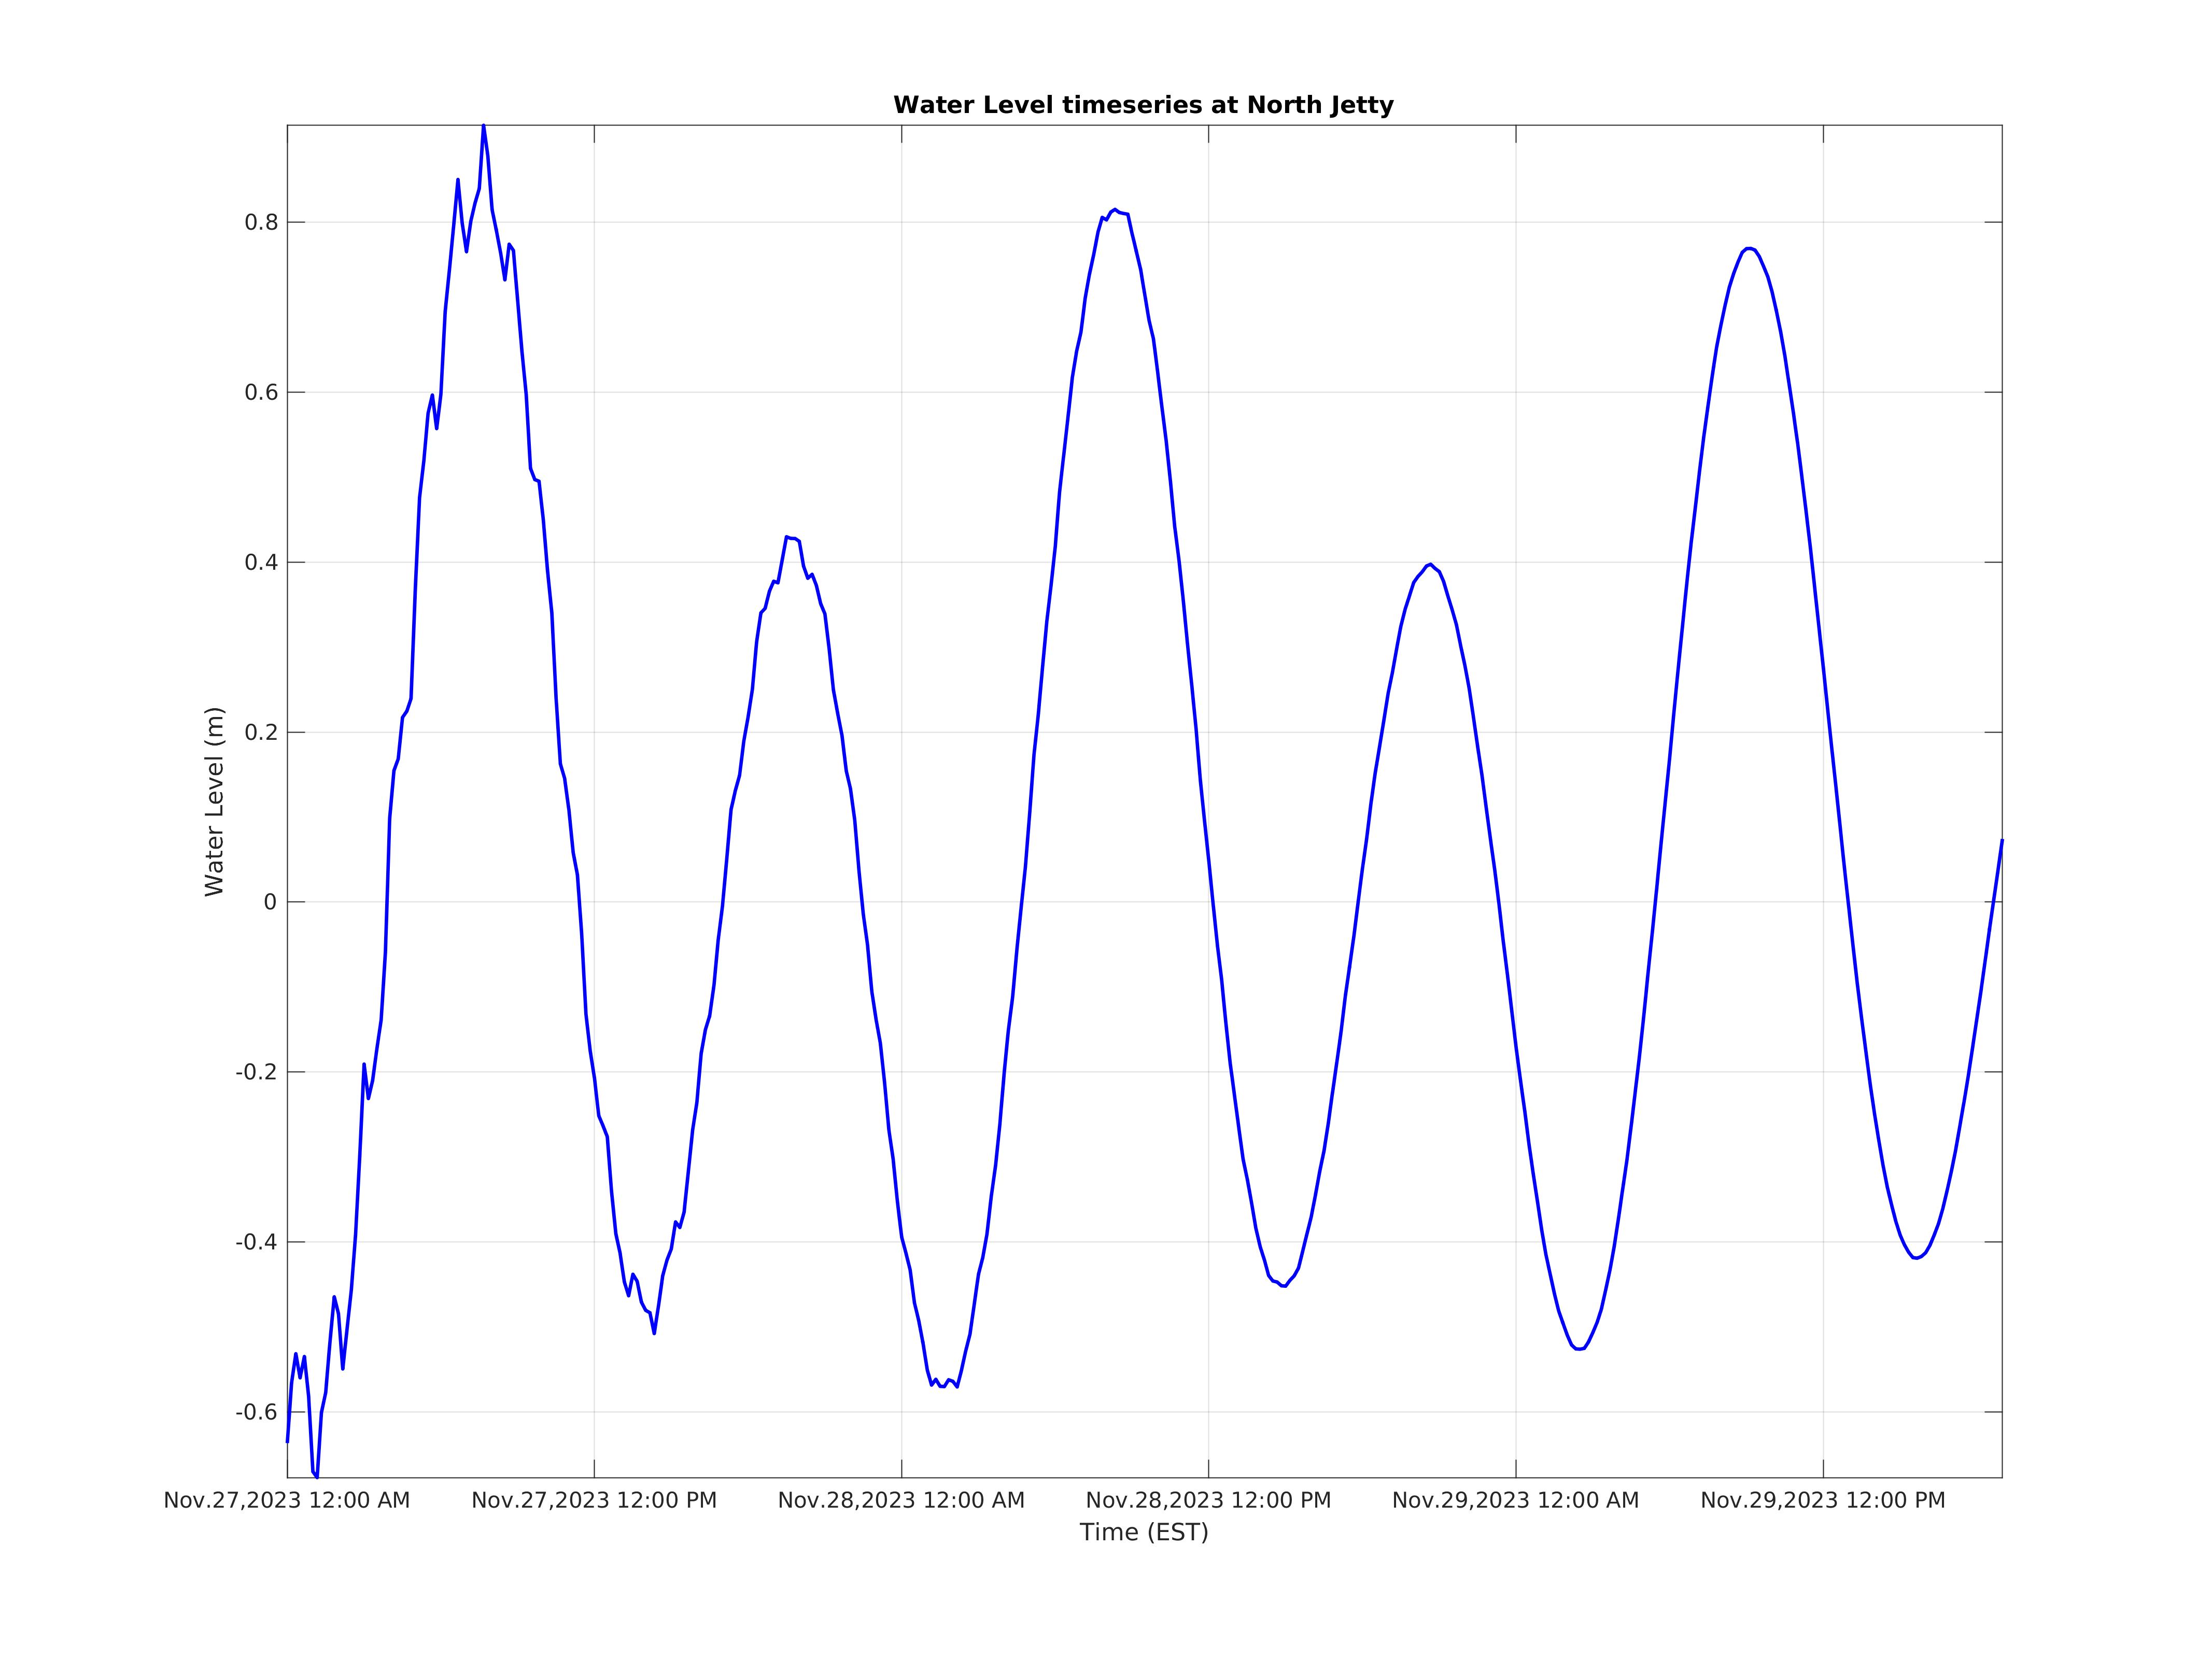 Water Level timeseries at North Jetty
0.8
0.6
0.4
0.2
0
-0.2
-0.4
-0.6
Water Level (m)
Nov.27,2023 12:00 AM Nov.27,2023 12:00 PM Nov.28,2023 12:00 AM Nov.28,2023 12:00 PM Nov.29,2023 12:00 AM Nov.29,2023 12:00 PM
Time (EST)